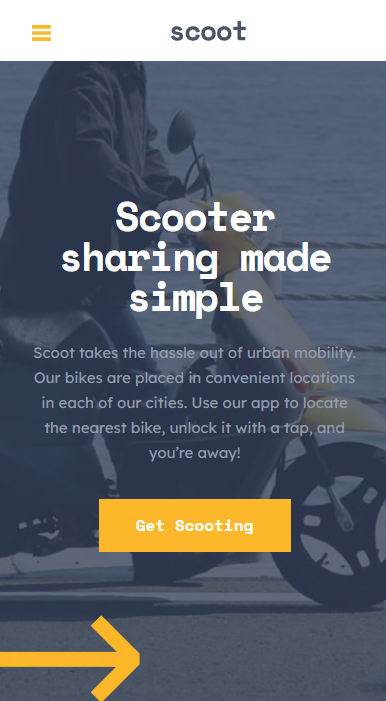 scoot
Scooter
sharing made
simple
Scoot takes the hassle out of urban mobility.
Our bikes are placed in convenient locations
in each of our cities. Use our app to locate
the nearest bike, unlock it with a tap, and
you’re away!
Get Scooting